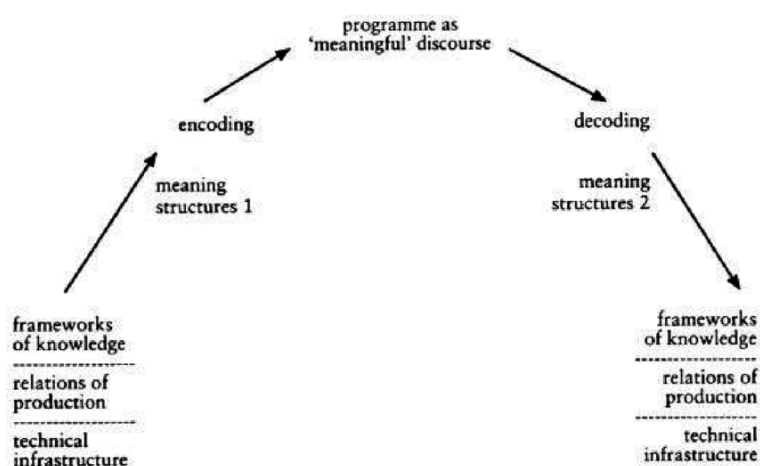 programme as
'meaningful' discourse
encoding
decoding
meaning
structures 1
meaning
structures 2
frameworks
of knowledge
relations of
production
technical
infrastructure
frameworks
of knowledge
relations of
production
technical
infrastructure